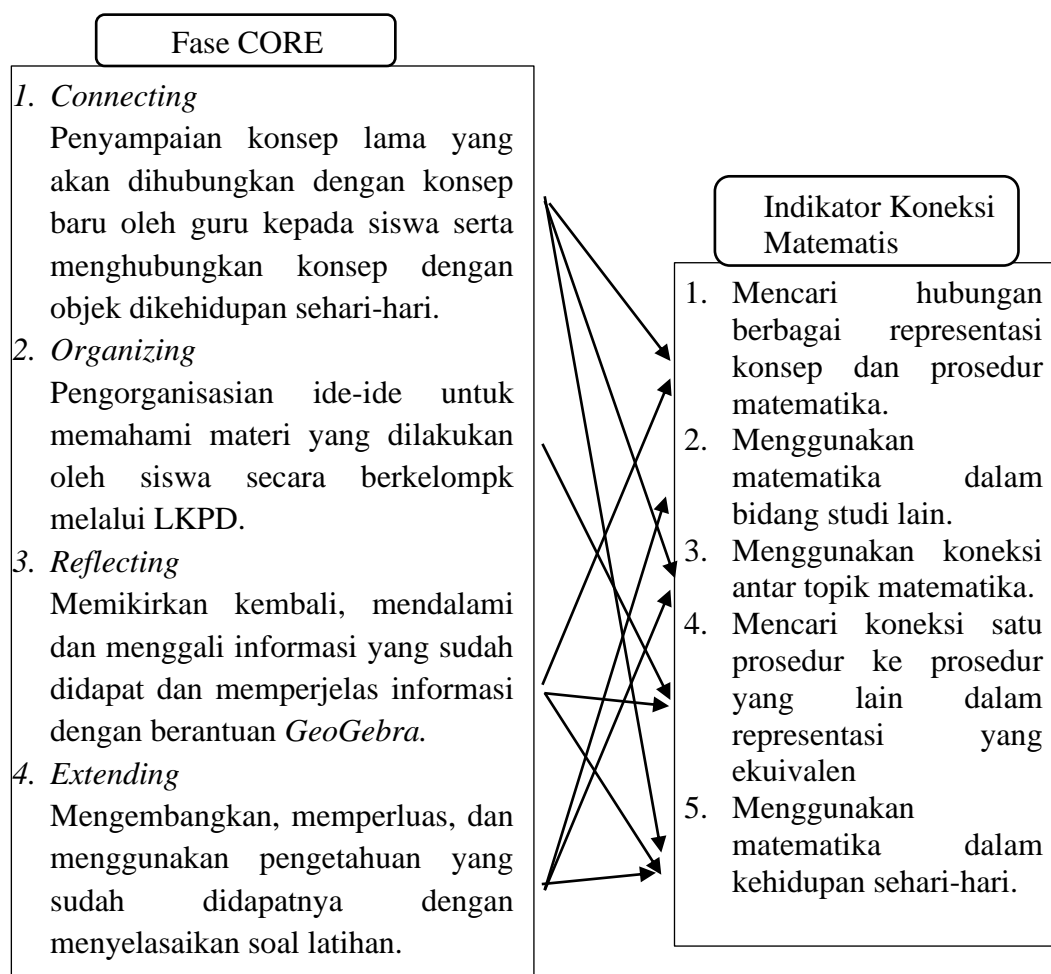 Fase CORE
1. Connecting
Penyampaian konsep lama yang
akan dihubungkan dengan konsep
baru oleh guru kepada siswa serta
menghubungkan konsep dengan
objek dikehidupan sehari-hari.
2. Organizing
Pengorganisasian ide-ide untuk
memahami materi yang dilakukan
oleh siswa secara berkelompk
melalui LKPD.
3. Reflecting
Memikirkan kembali, mendalami
dan menggali informasi yang sudah
didapat dan memperjelas informasi
dengan berantuan GeoGebra.
4. Extending
Mengembangkan, memperluas, dan
menggunakan pengetahuan yang
sudah didapatnya dengan
menyelasaikan soal latihan.
Indikator Koneksi
Matematis
1. Mencari hubungan
berbagai representasi
konsep dan prosedur
matematika.
2. Menggunakan
matematika dalam
bidang studi lain.
3. Menggunakan koneksi
antar topik matematika.
4. Mencari koneksi satu
prosedur ke prosedur
yang lain dalam
representasi yang
ekuivalen
5. Menggunakan
matematika dalam
kehidupan sehari-hari.